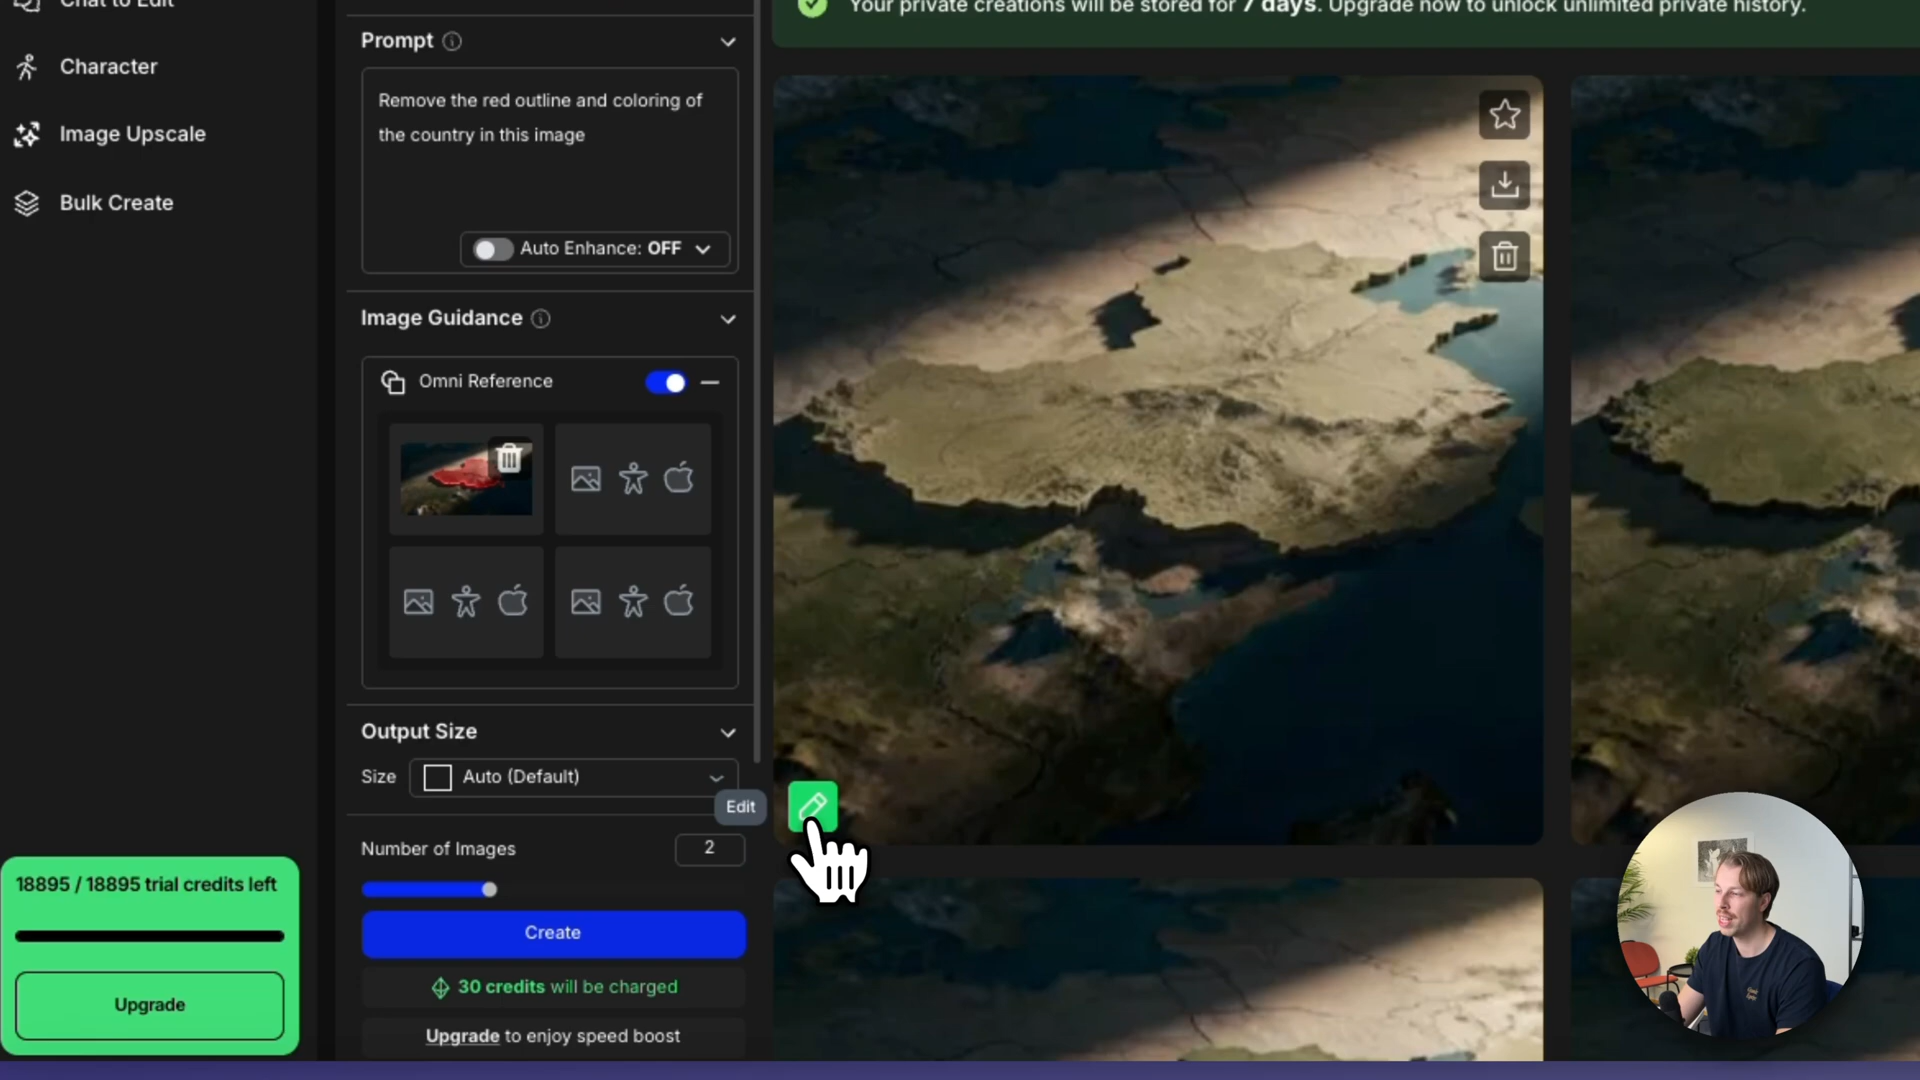 Chat to Edit
Character
Image Upscale
Bulk Create
18895 / 18895 trial credits left
Upgrade
Prompt
Remove the red outline and coloring of
the country in this image
Auto Enhance: OFF
Image Guidance
Omni Reference
Output Size
Size Auto (Default)
Edit
Number of Images 2
Create
30 credits will be charged
Upgrade to enjoy speed boost
Your private creations will be stored for 7 days. Upgrade now to unlock unlimited private history.